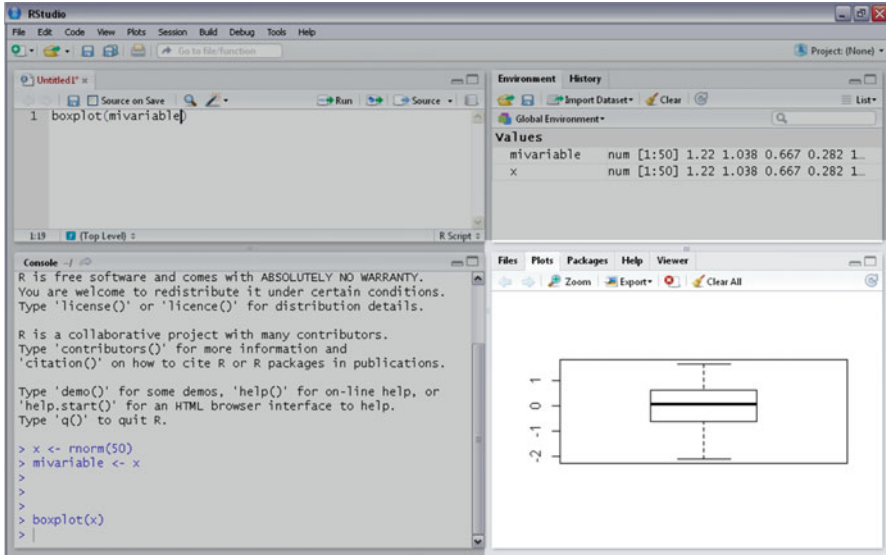 RStudio
File Edit Code View Plots Session Build Debug Tools Help
Go to file/function
Project: (None)
Untitled1*
Source on Save
Run
Source
1 boxplot(mivariable)
1:19 (Top Level) R Script
Environment History
Import Dataset Clear List
Global Environment
Values
mivariable num [1:50] 1.22 1.038 0.667 0.282 1…
x num [1:50] 1.22 1.038 0.667 0.282 1…
Console ~/
R is free software and comes with ABSOLUTELY NO WARRANTY.
You are welcome to redistribute it under certain conditions.
Type 'license()' or 'licence()' for distribution details.
R is a collaborative project with many contributors.
Type 'contributors()' for more information and
'citation()' on how to cite R or R packages in publications.
Type 'demo()' for some demos, 'help()' for on-line help, or
'help.start()' for an HTML browser interface to help.
Type 'q()' to quit R.
> x <- rnorm(50)
> mivariable <- x
>
>
>
> boxplot(x)
>
Files Plots Packages Help Viewer
Zoom Export Clear All
1
0
-1
-2